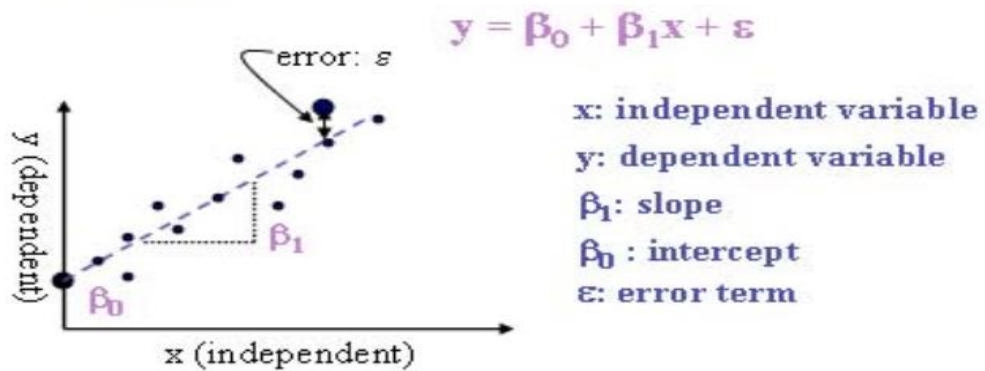 y = β₀ + β₁x + ε
error: ε
y (dependent)
β₁
β₀
x (independent)
x: independent variable
y: dependent variable
β₁: slope
β₀ : intercept
ε: error term